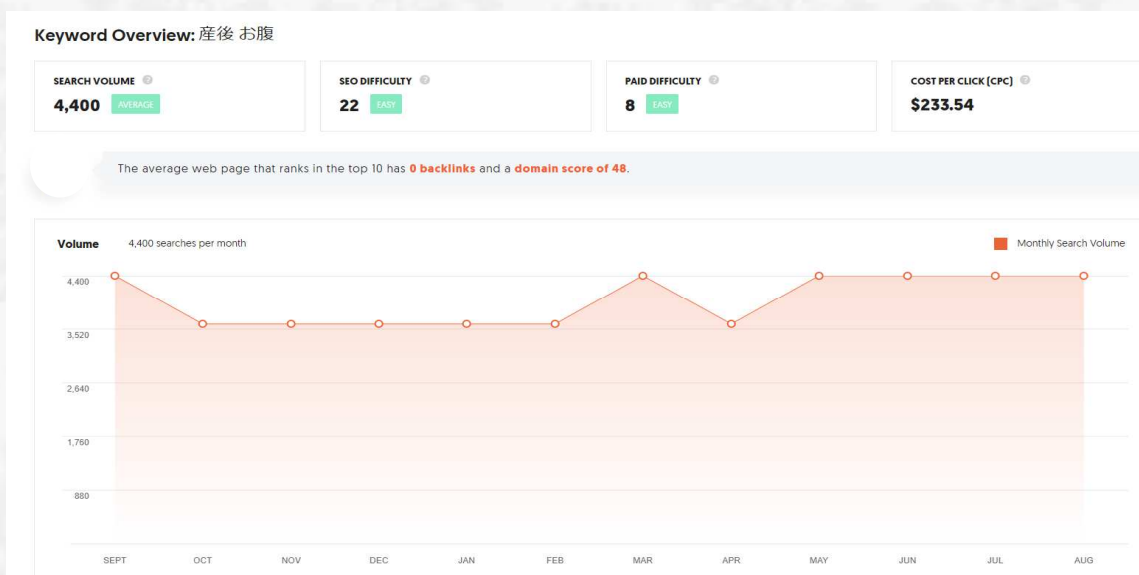 Keyword Overview: 産後 お腹
SEARCH VOLUME ?
4,400 AVERAGE
SEO DIFFICULTY ?
22 EASY
PAID DIFFICULTY ?
8 EASY
COST PER CLICK (CPC) ?
$233.54
The average web page that ranks in the top 10 has 0 backlinks and a domain score of 48.
Volume 4,400 searches per month
Monthly Search Volume
4,400
3,520
2,640
1,760
880
SEPT OCT NOV DEC JAN FEB MAR APR MAY JUN JUL AUG